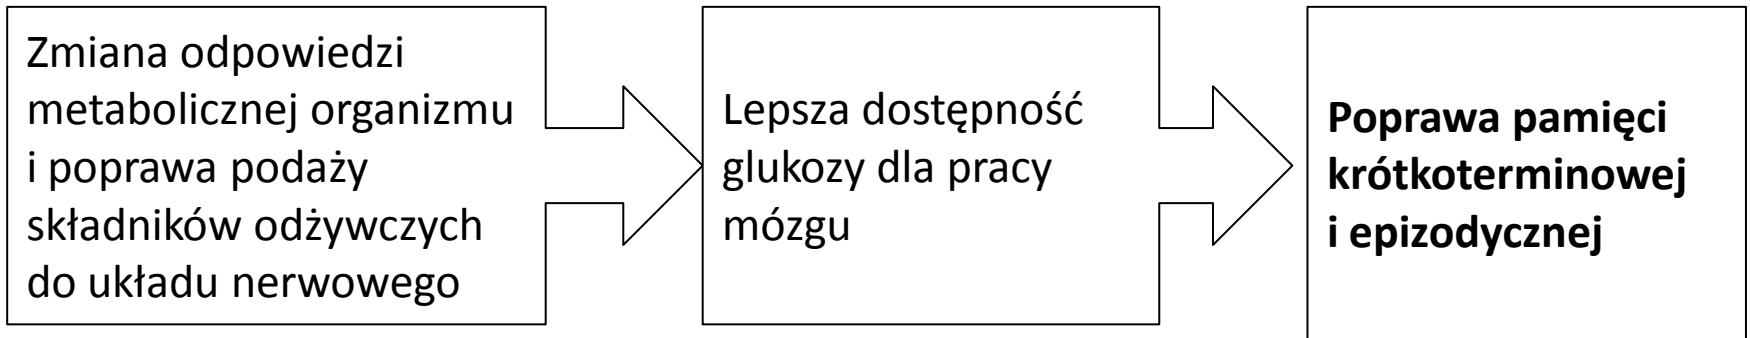 Zmiana odpowiedzi
metabolicznej organizmu
i poprawa podaży
składników odżywczych
do układu nerwowego
Lepsza dostępność
glukozy dla pracy
mózgu
Poprawa pamięci
krótkoterminowej
i epizodycznej